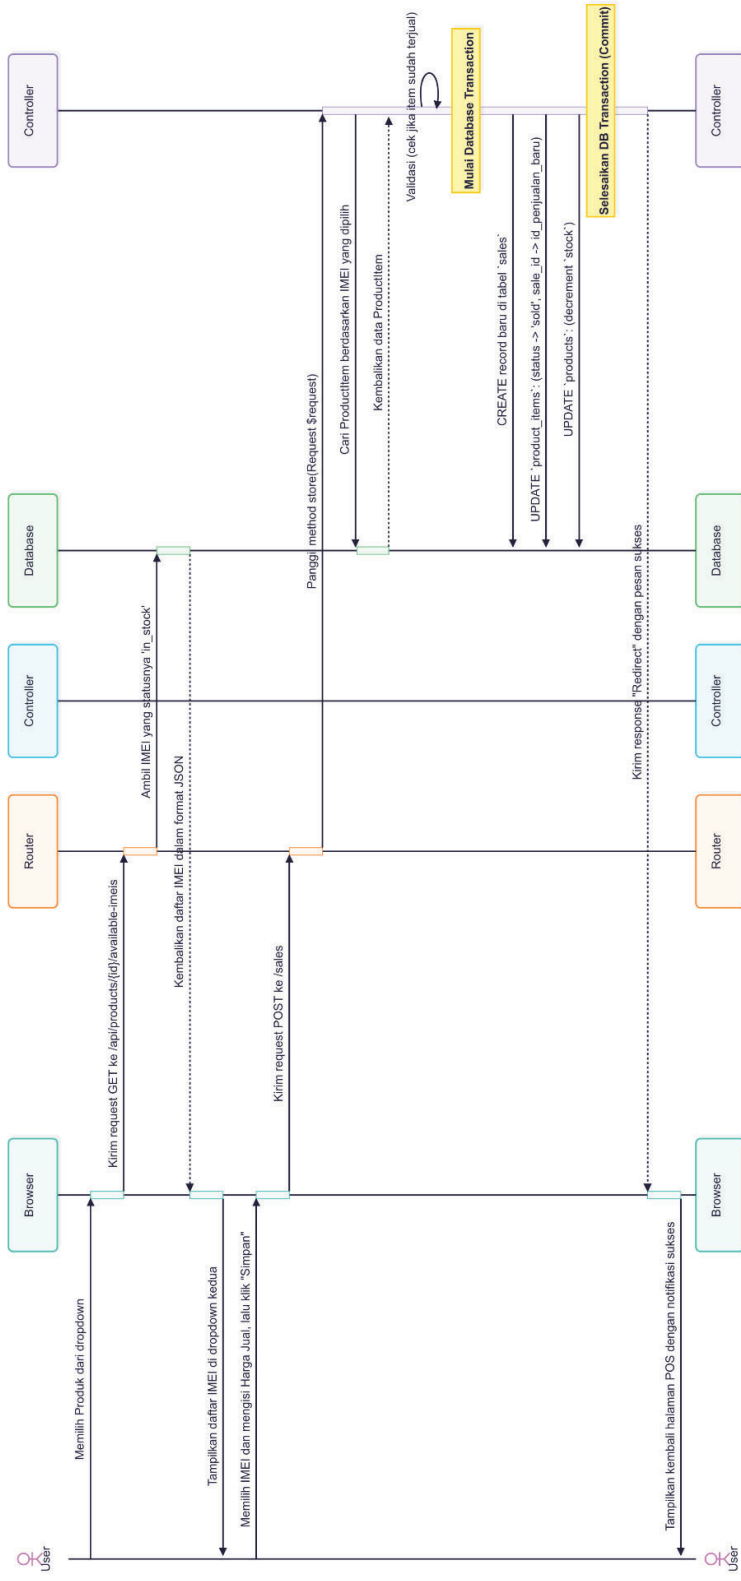 User
Browser
Router
Controller
Database
Controller
Memilih Produk dari dropdown
Kirim request GET ke /api/products/{id}/available-imeis
Ambil IMEI yang statusnya 'in_stock'
Kembalikan daftar IMEI dalam format JSON
Tampilkan daftar IMEI di dropdown kedua
Memilih IMEI dan mengisi Harga Jual, lalu klik "Simpan"
Kirim request POST ke /sales
Panggil method store(Request $request)
Cari ProductItem berdasarkan IMEI yang dipilih
Kembalikan data ProductItem
Validasi (cek jika item sudah terjual)
Mulai Database Transaction
CREATE record baru di tabel `sales`
UPDATE `product_items`: (status -> 'sold', sale_id -> id_penjualan_baru)
UPDATE `products`: (decrement `stock`)
Selesaikan DB Transaction (Commit)
Kirim response "Redirect" dengan pesan sukses
Tampilkan kembali halaman POS dengan notifikasi sukses
User
Browser
Router
Controller
Database
Controller